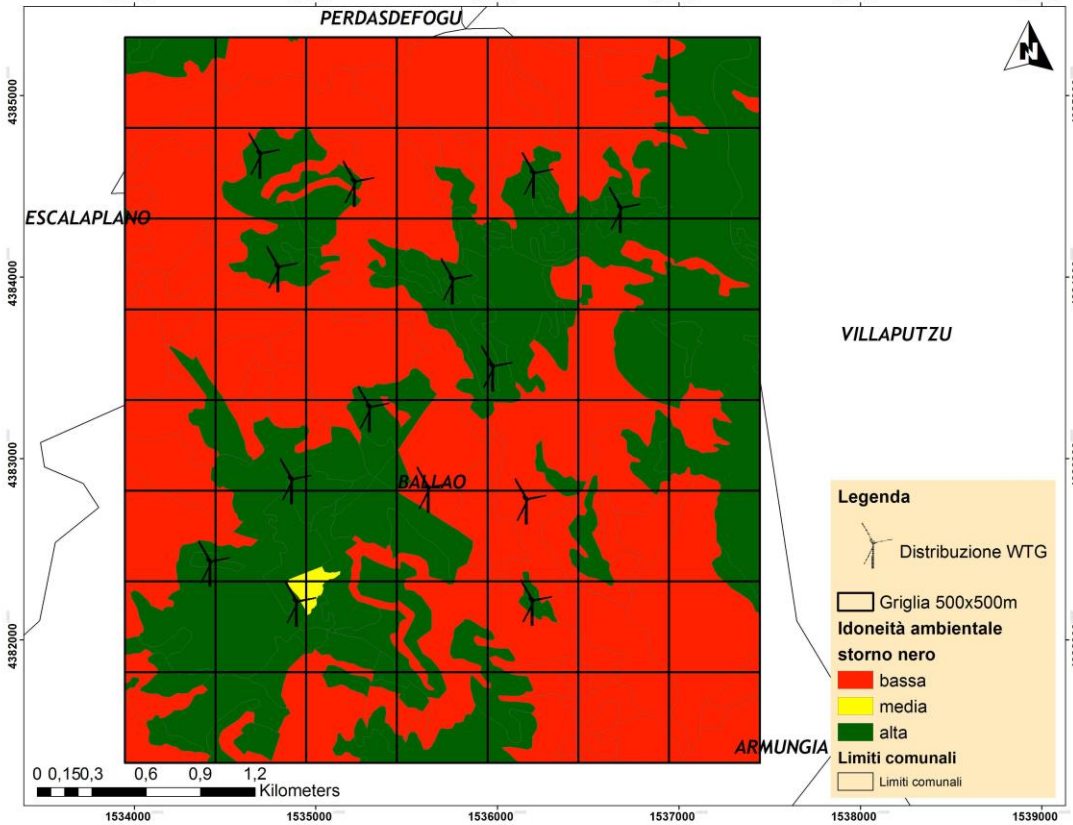 PERDASDEFOGU
N
4385000
ESCALAPLANO
4384000
VILLAPUTZU
4383000
BALLAO
Legenda
Distribuzione WTG
Griglia 500x500m
Idoneità ambientale
storno nero
bassa
media
alta
Limiti comunali
Limiti comunali
4382000
ARMUNGIA
0 0,150,3 0,6 0,9 1,2
Kilometers
1534000 1535000 1536000 1537000 1538000 1539000